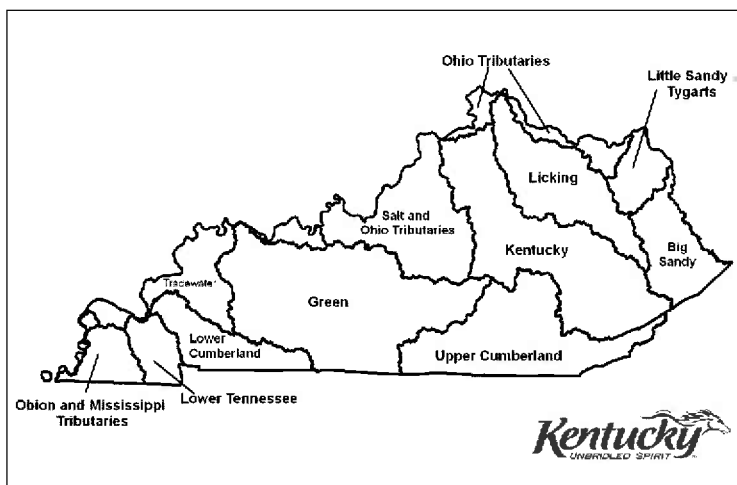 Ohio Tributaries
Little Sandy
Tygarts
Licking
Salt and
Ohio Tributaries
Kentucky
Big
Sandy
Tradewater
Green
Lower
Cumberland
Upper Cumberland
Lower Tennessee
Obion and Mississippi
Tributaries
Kentucky
UNBRIDLED SPIRIT